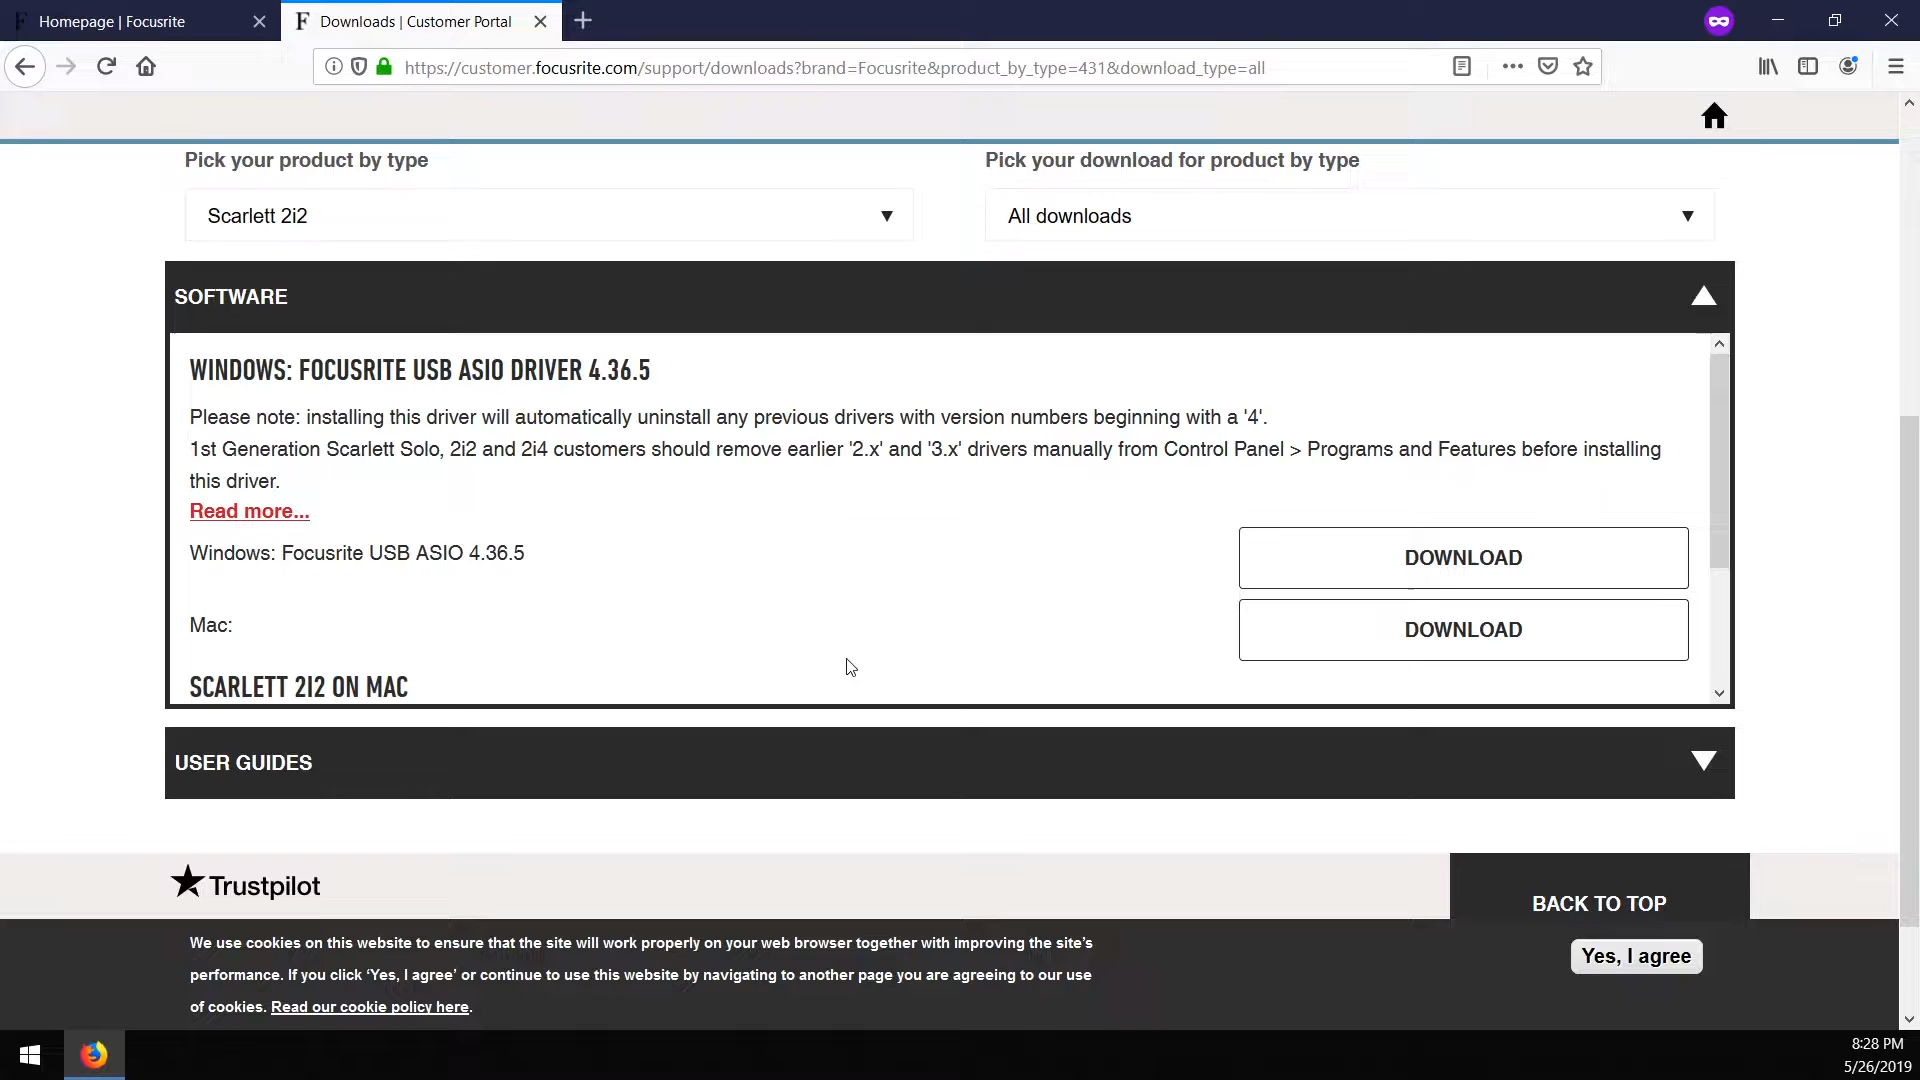 Homepage | Focusrite
Downloads | Customer Portal
https://customer.focusrite.com/support/downloads?brand=Focusrite&product_by_type=431&download_type=all
Pick your product by type
Pick your download for product by type
Scarlett 2i2
All downloads
SOFTWARE
WINDOWS: FOCUSRITE USB ASIO DRIVER 4.36.5
Please note: installing this driver will automatically uninstall any previous drivers with version numbers beginning with a '4'.
1st Generation Scarlett Solo, 2i2 and 2i4 customers should remove earlier '2.x' and '3.x' drivers manually from Control Panel > Programs and Features before installing
this driver.
Read more...
Windows: Focusrite USB ASIO 4.36.5
DOWNLOAD
Mac:
DOWNLOAD
SCARLETT 2I2 ON MAC
USER GUIDES
Trustpilot
BACK TO TOP
We use cookies on this website to ensure that the site will work properly on your web browser together with improving the site's
performance. If you click ‘Yes, I agree’ or continue to use this website by navigating to another page you are agreeing to our use
of cookies. Read our cookie policy here.
Yes, I agree
8:28 PM
5/26/2019